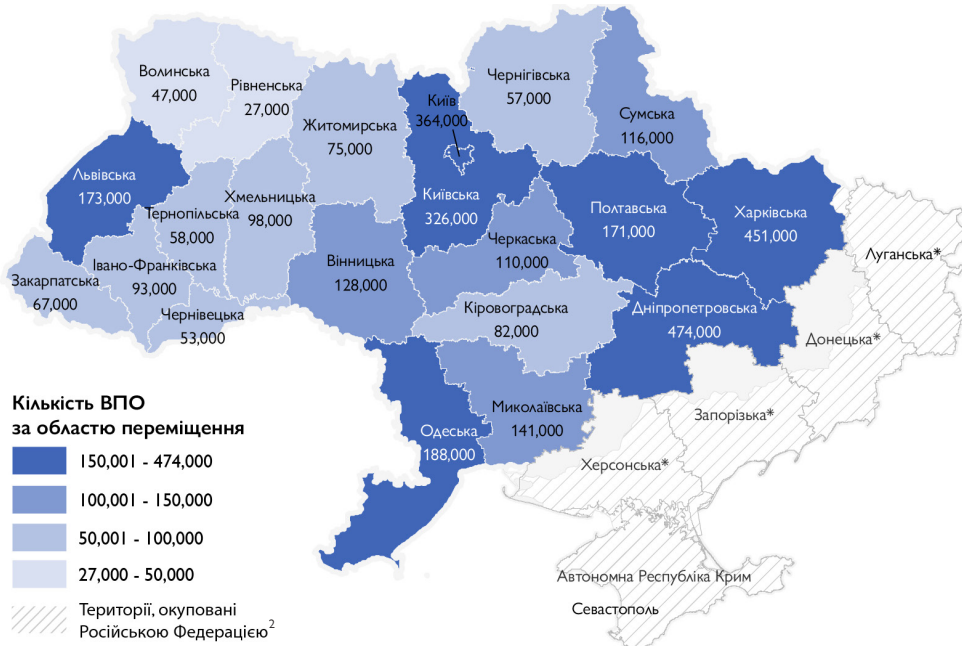 Волинська
47,000
Рівненська
27,000
Житомирська
75,000
Київ
364,000
Чернігівська
57,000
Сумська
116,000
Львівська
173,000
Тернопільська
58,000
Хмельницька
98,000
Київська
326,000
Полтавська
171,000
Харківська
451,000
Луганська*
Закарпатська
67,000
Івано-Франківська
93,000
Чернівецька
53,000
Вінницька
128,000
Черкаська
110,000
Кіровоградська
82,000
Дніпропетровська
474,000
Донецька*
Одеська
188,000
Миколаївська
141,000
Запорізька*
Херсонська*
Автономна Республіка Крим
Севастополь
Кількість ВПО
за областю переміщення
150,001 - 474,000
100,001 - 150,000
50,001 - 100,000
27,000 - 50,000
Території, окуповані
Російською Федерацією2